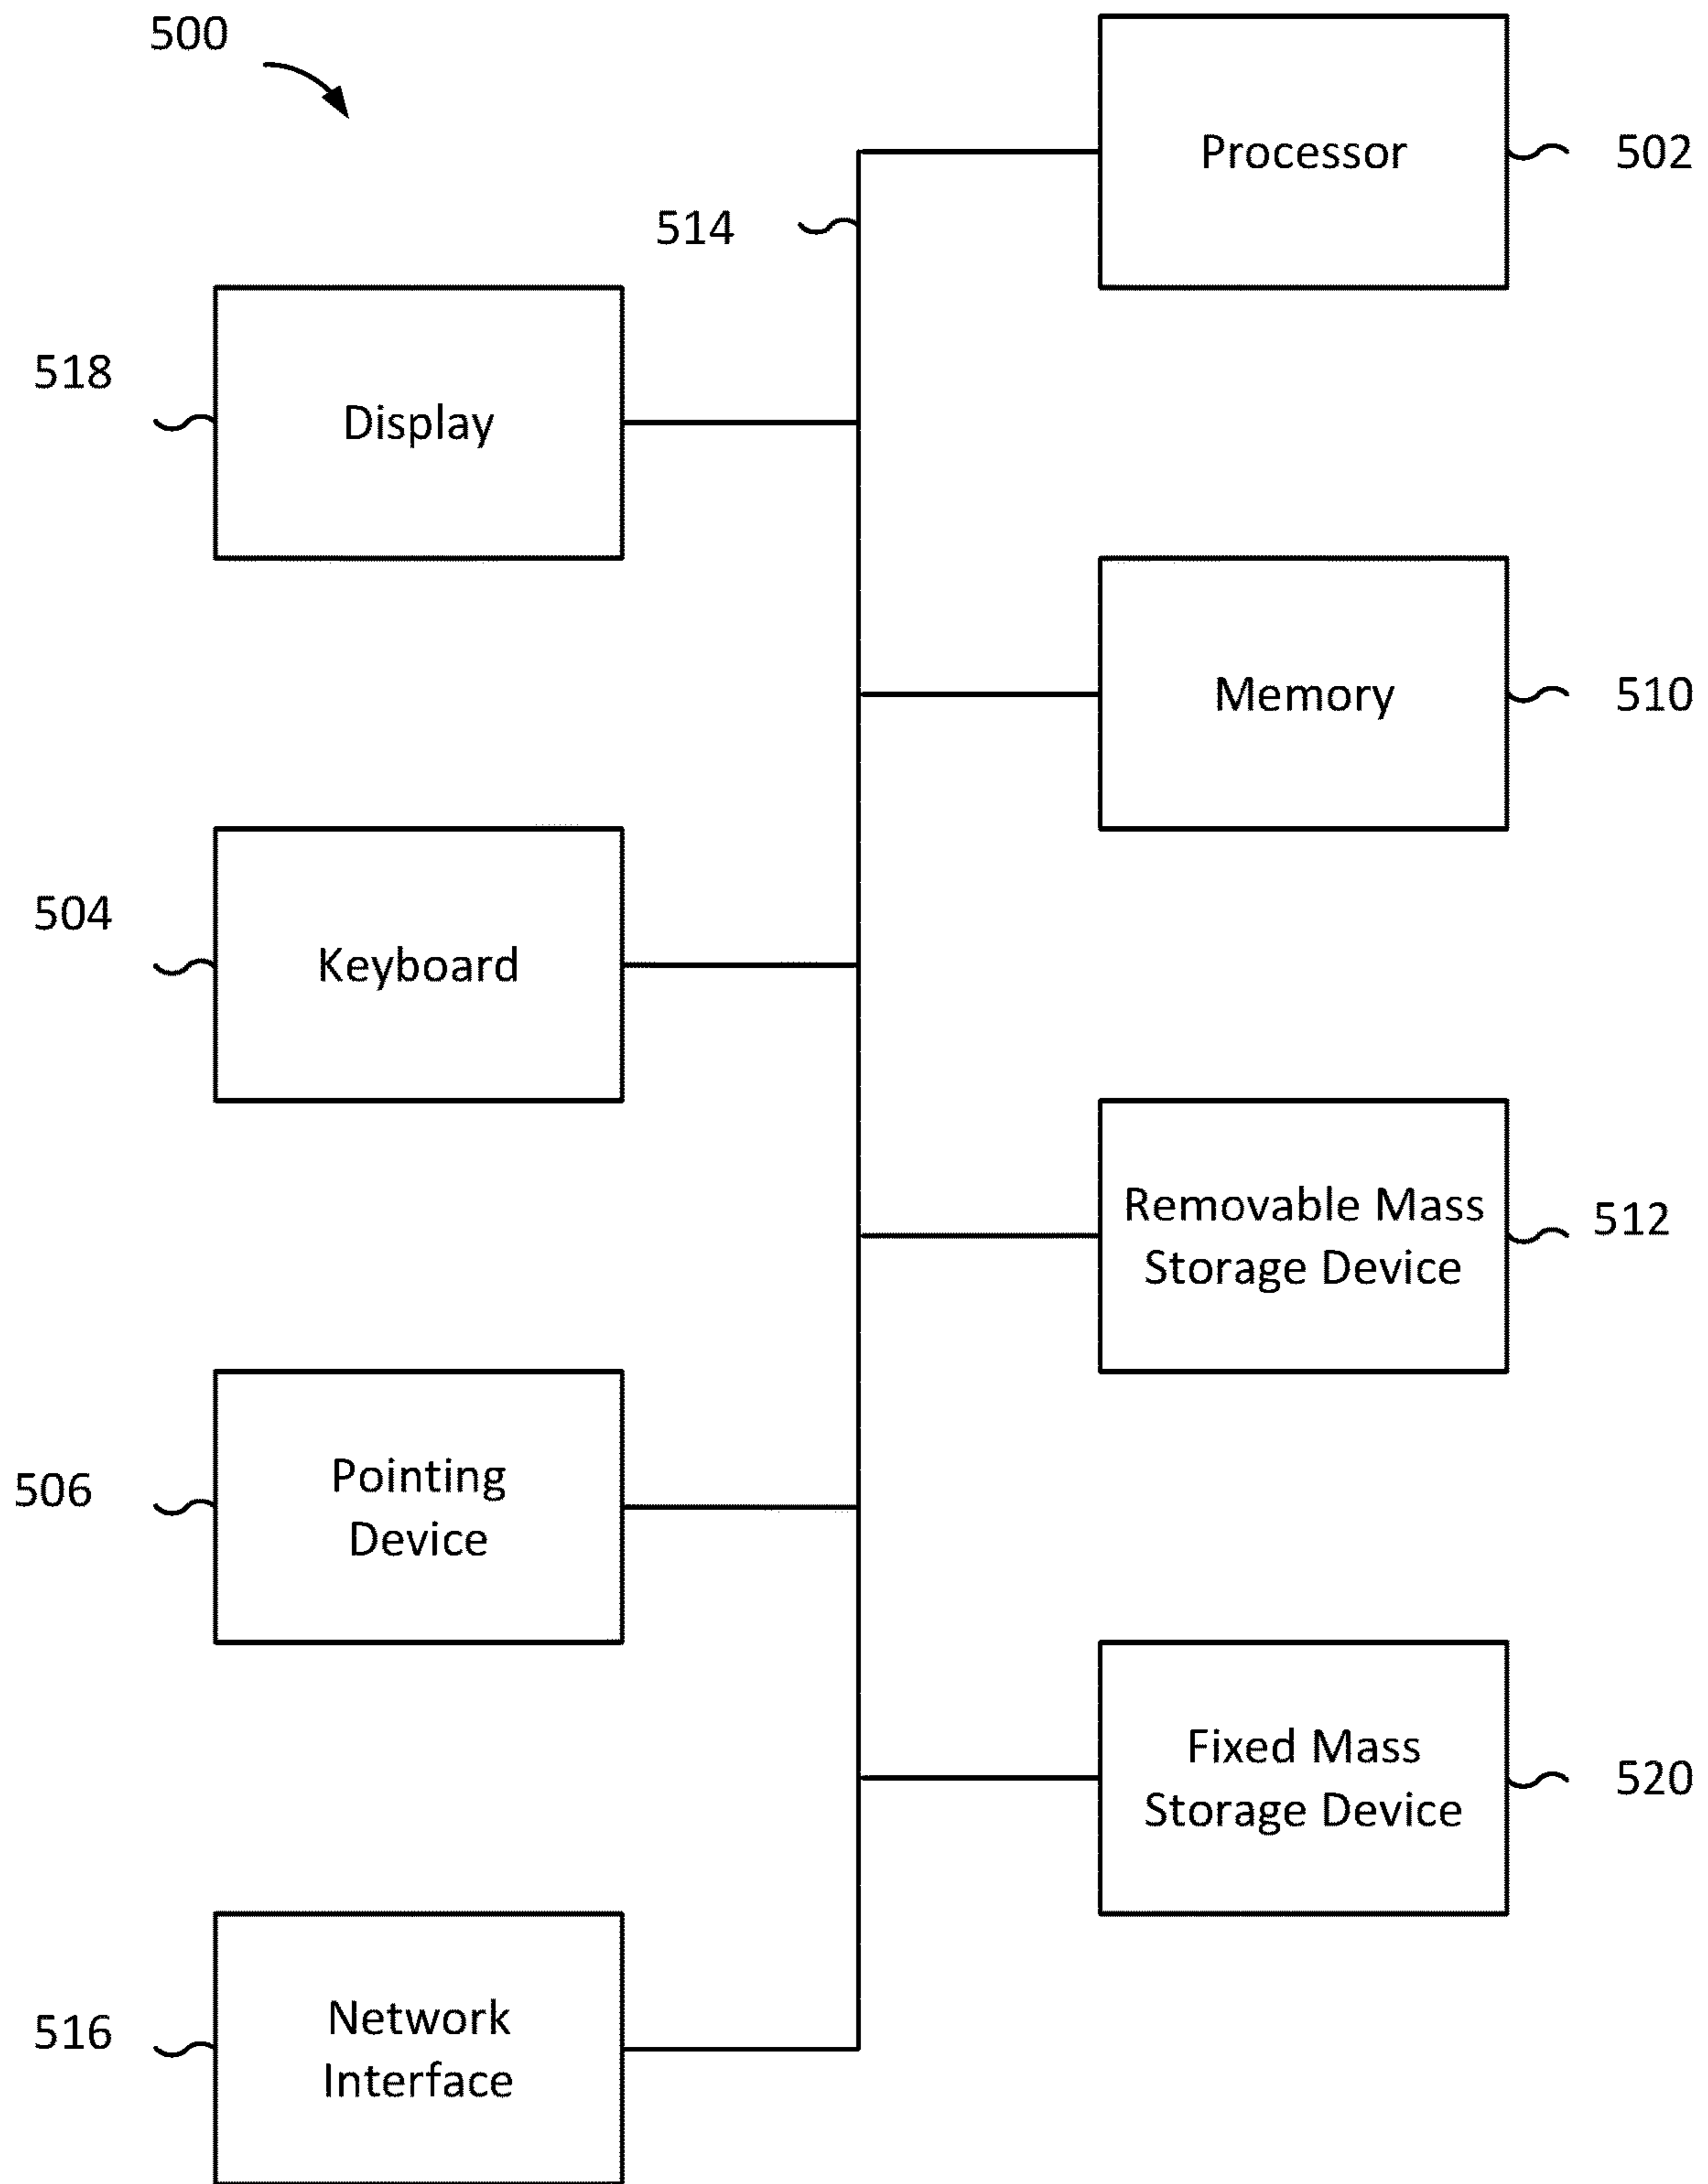 500
Processor
502
514
518
Display
Memory
510
504
Keyboard
Removable Mass
Storage Device
512
506
Pointing
Device
Fixed Mass
Storage Device
520
516
Network
Interface